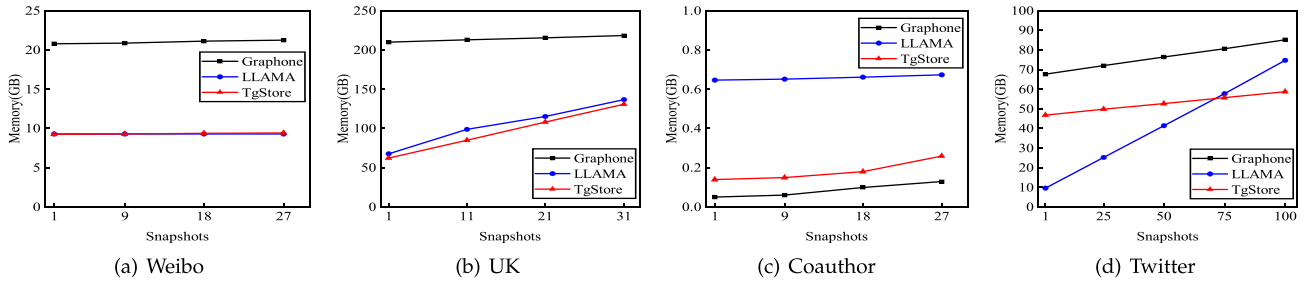 25
20
15
10
5
0
Memory(GB)
Graphone
LLAMA
TgStore
1 9 18 27
Snapshots
(a) Weibo
250
200
150
100
50
0
Memory(GB)
Graphone
LLAMA
TgStore
1 11 21 31
Snapshots
(b) UK
1.0
0.8
0.6
0.4
0.2
0.0
Memory(GB)
Graphone
LLAMA
TgStore
1 9 18 27
Snapshots
(c) Coauthor
100
90
80
70
60
50
40
30
20
10
0
Memory(GB)
Graphone
LLAMA
TgStore
1 25 50 75 100
Snapshots
(d) Twitter